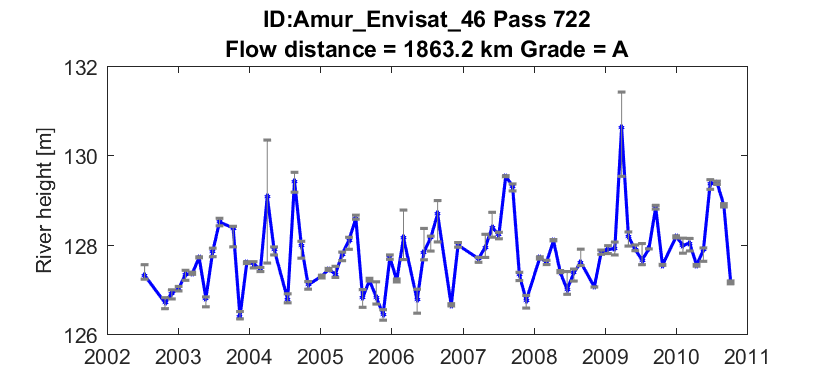 ID:Amur_Envisat_46 Pass 722
Flow distance = 1863.2 km Grade = A
River height [m]
132
130
128
126
2002 2003 2004 2005 2006 2007 2008 2009 2010 2011